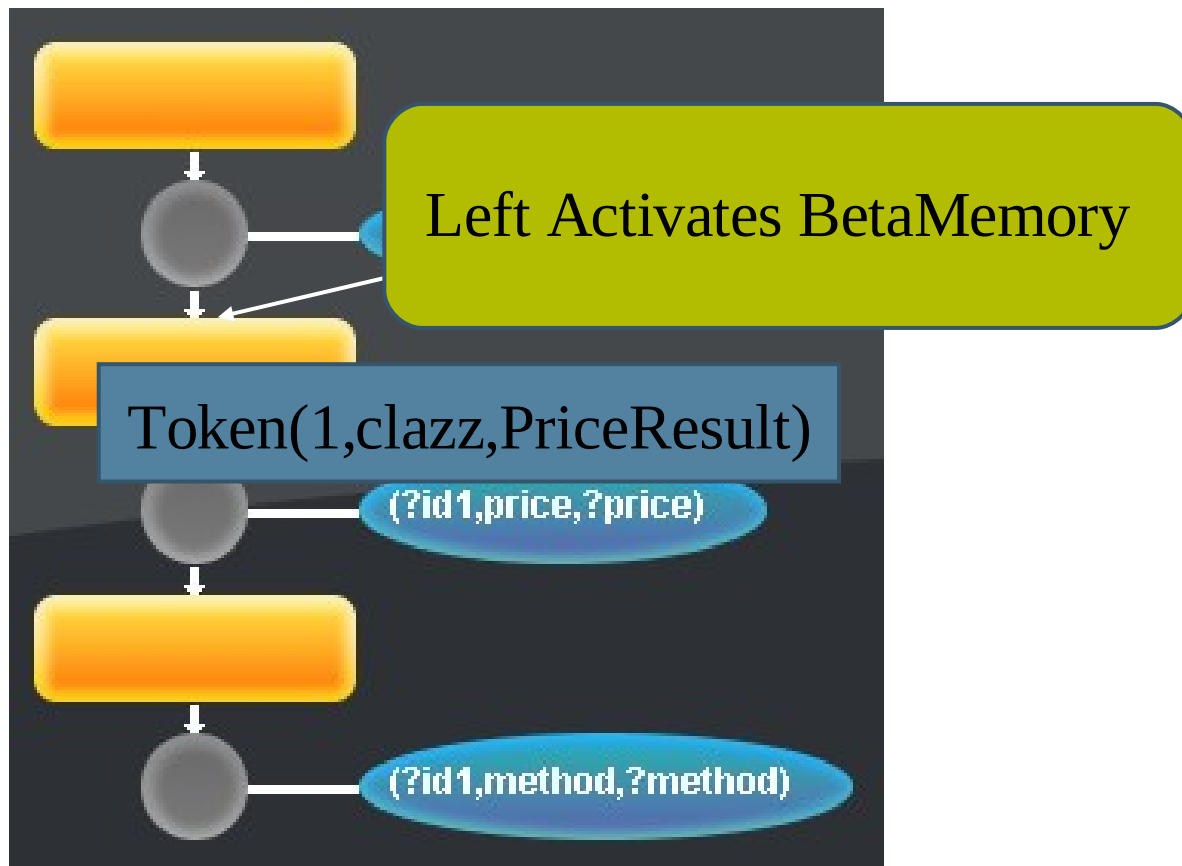 Left Activates BetaMemory
Token(1,clazz,PriceResult)
(?id1,price,?price)
(?id1,method,?method)